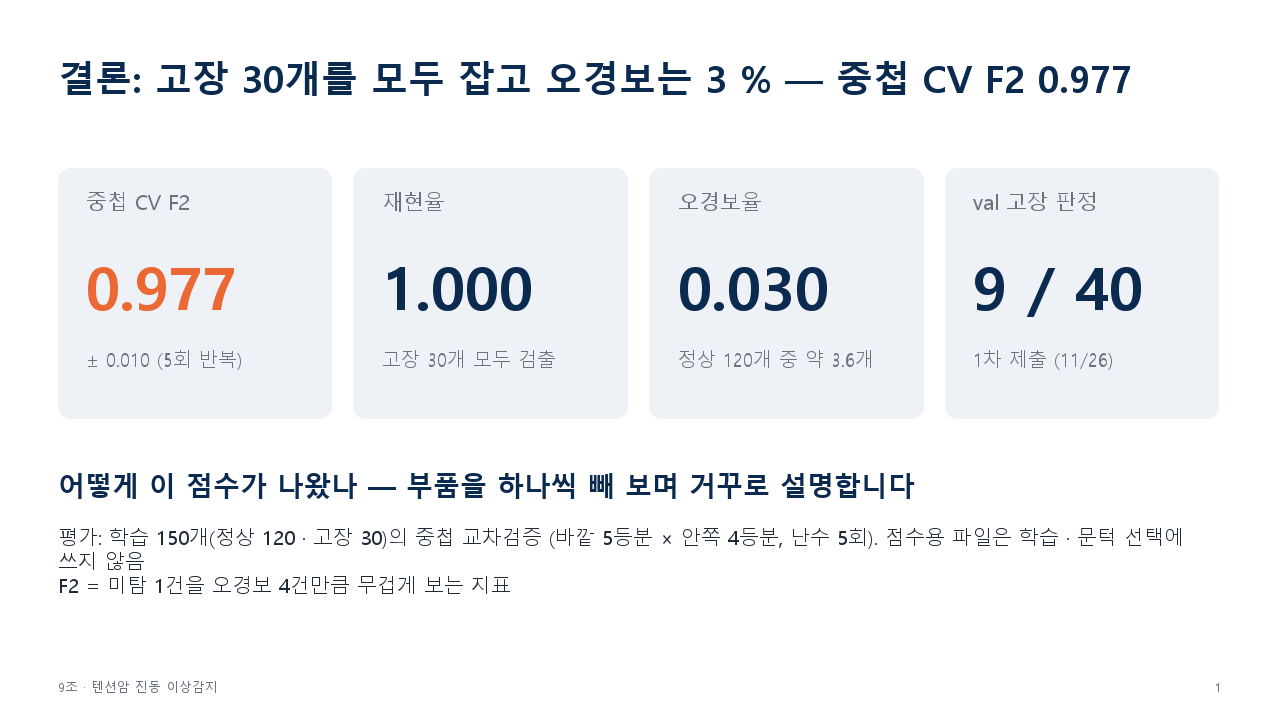 결론: 고장 30개를 모두 잡고 오경보는 3 % — 중첩 CV F2 0.977
중첩 CV F2
0.977
± 0.010 (5회 반복)
재현율
1.000
고장 30개 모두 검출
오경보율
0.030
정상 120개 중 약 3.6개
val 고장 판정
9 / 40
1차 제출 (11/26)
어떻게 이 점수가 나왔나 — 부품을 하나씩 빼 보며 거꾸로 설명합니다
평가: 학습 150개(정상 120 · 고장 30)의 중첩 교차검증 (바깥 5등분 × 안쪽 4등분, 난수 5회). 점수용 파일은 학습 · 문턱 선택에
쓰지 않음
F2 = 미탐 1건을 오경보 4건만큼 무겁게 보는 지표
9조 · 텐션암 진동 이상감지
1